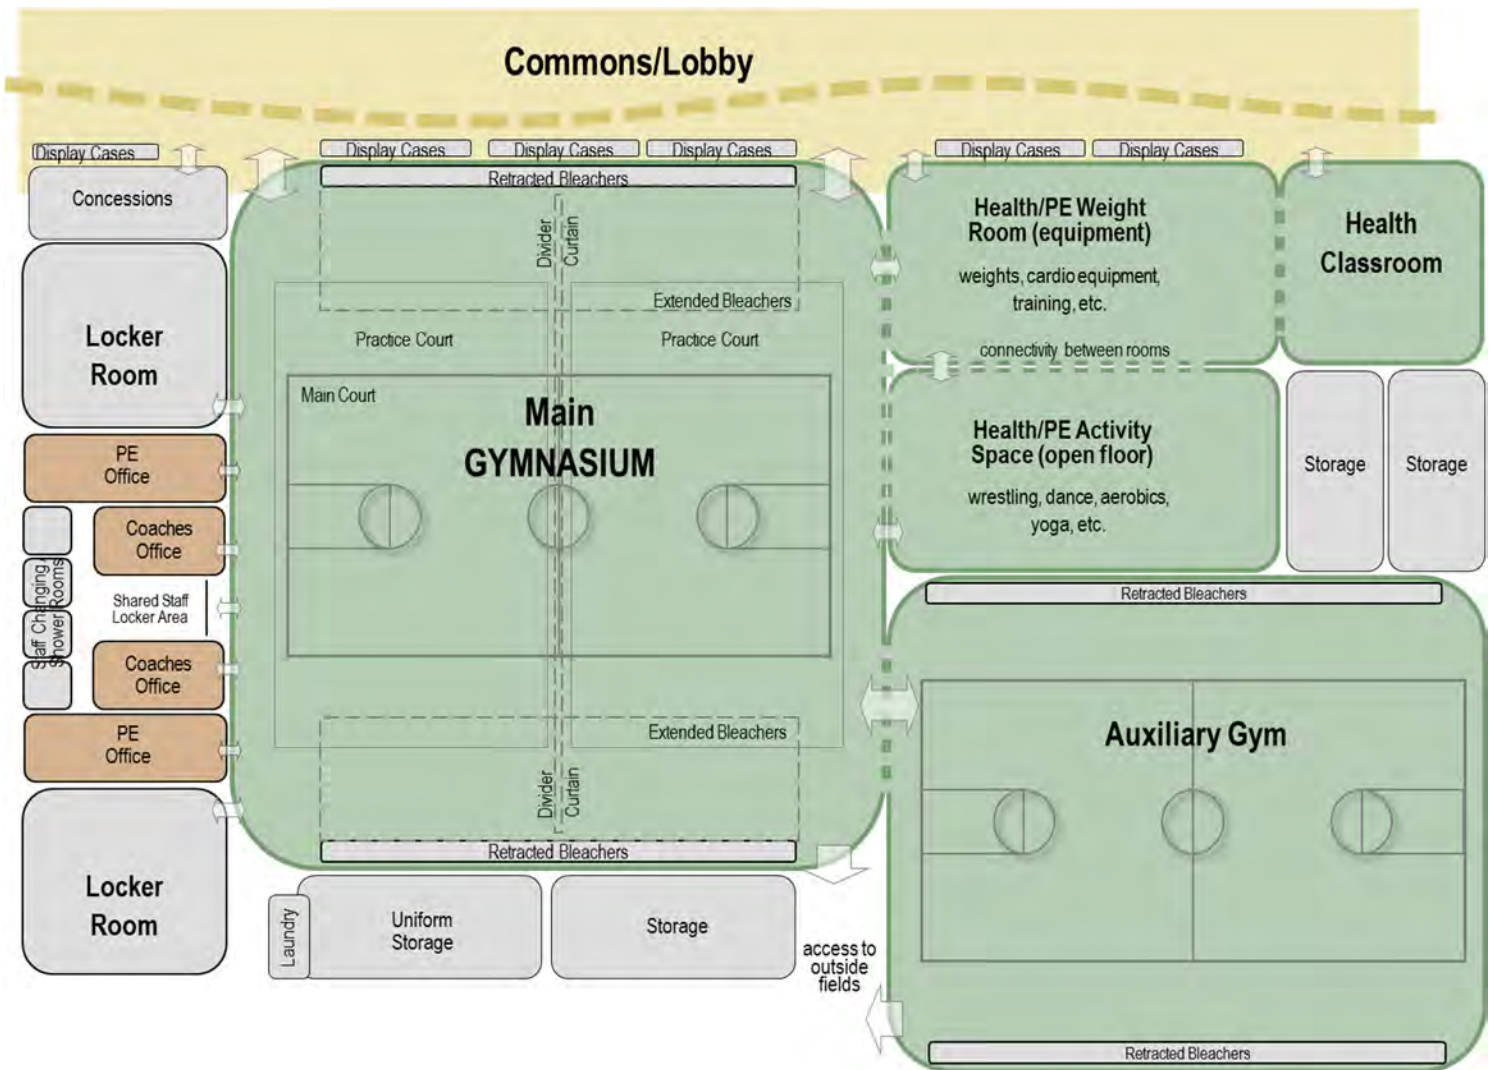 Commons/Lobby
Display Cases
Display Cases
Display Cases
Display Cases
Display Cases
Display Cases
Concessions
Retracted Bleachers
Divider
Curtain
Extended Bleachers
Practice Court
Practice Court
Main Court
Main
GYMNASIUM
Extended Bleachers
Divider
Curtain
Retracted Bleachers
Locker
Room
PE
Office
Coaches
Office
Staff Changing/
Shower Rooms
Shared Staff
Locker Area
Coaches
Office
PE
Office
Locker
Room
Laundry
Uniform
Storage
Storage
access to
outside
fields
Health/PE Weight
Room (equipment)
weights, cardio equipment,
training, etc.
connectivity between rooms
Health
Classroom
Health/PE Activity
Space (open floor)
wrestling, dance, aerobics,
yoga, etc.
Storage
Storage
Retracted Bleachers
Auxiliary Gym
Retracted Bleachers